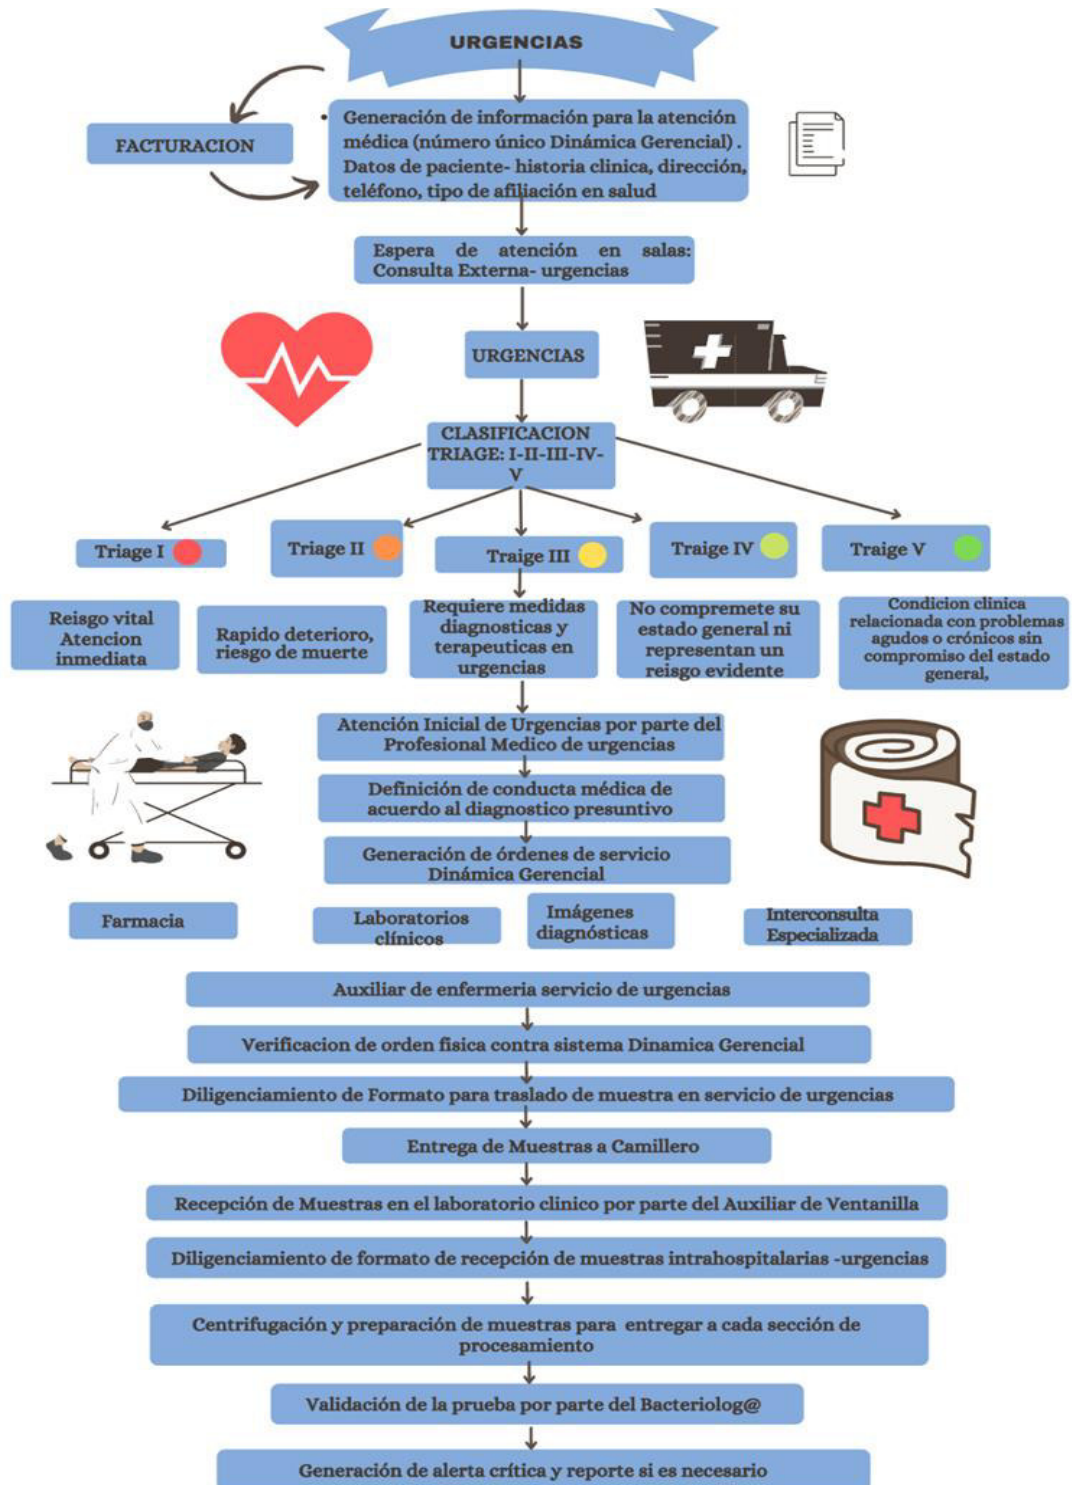 URGENCIAS
FACTURACION
• Generación de información para la atención
médica (número único Dinámica Gerencial) .
Datos de paciente- historia clinica, dirección,
teléfono, tipo de afiliación en salud
Espera de atención en salas:
Consulta Externa- urgencias
URGENCIAS
CLASIFICACION
TRIAGE: I-II-III-IV-
V
Triage I
Triage II
Traige III
Traige IV
Traige V
Reisgo vital
Atencion
inmediata
Rapido deterioro,
riesgo de muerte
Requiere medidas
diagnosticas y
terapeuticas en
urgencias
No compromete su
estado general ni
representan un
reisgo evidente
Condicion clinica
relacionada con problemas
agudos o crónicos sin
compromiso del estado
general,
Atención Inicial de Urgencias por parte del
Profesional Medico de urgencias
Definición de conducta médica de
acuerdo al diagnostico presuntivo
Generación de órdenes de servicio
Dinámica Gerencial
Farmacia
Laboratorios
clínicos
Imágenes
diagnósticas
Interconsulta
Especializada
Auxiliar de enfermeria servicio de urgencias
Verificacion de orden fisica contra sistema Dinamica Gerencial
Diligenciamiento de Formato para traslado de muestra en servicio de urgencias
Entrega de Muestras a Camillero
Recepción de Muestras en el laboratorio clinico por parte del Auxiliar de Ventanilla
Diligenciamiento de formato de recepción de muestras intrahospitalarias -urgencias
Centrifugación y preparación de muestras para entregar a cada sección de
procesamiento
Validación de la prueba por parte del Bacteriolog@
Generación de alerta crítica y reporte si es necesario